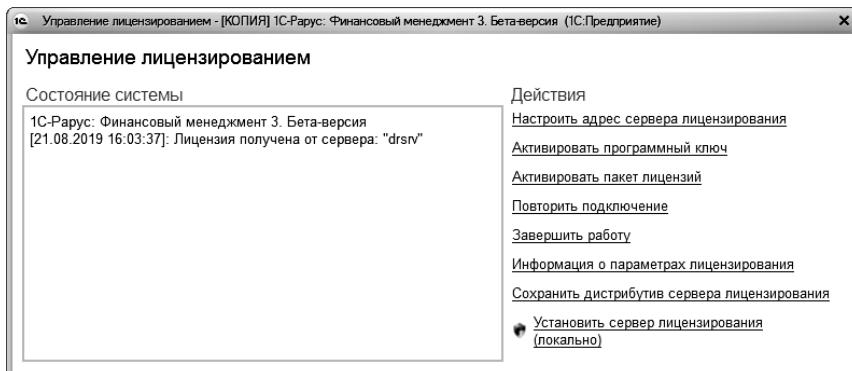 1С Управление лицензированием - [КОПИЯ] 1С-Рарус: Финансовый менеджмент 3. Бета-версия (1С:Предприятие)
Управление лицензированием
Состояние системы
1С-Рарус: Финансовый менеджмент 3. Бета-версия
[21.08.2019 16:03:37]: Лицензия получена от сервера: "drsrv"
Действия
Настроить адрес сервера лицензирования
Активировать программный ключ
Активировать пакет лицензий
Повторить подключение
Завершить работу
Информация о параметрах лицензирования
Сохранить дистрибутив сервера лицензирования
Установить сервер лицензирования
(локально)